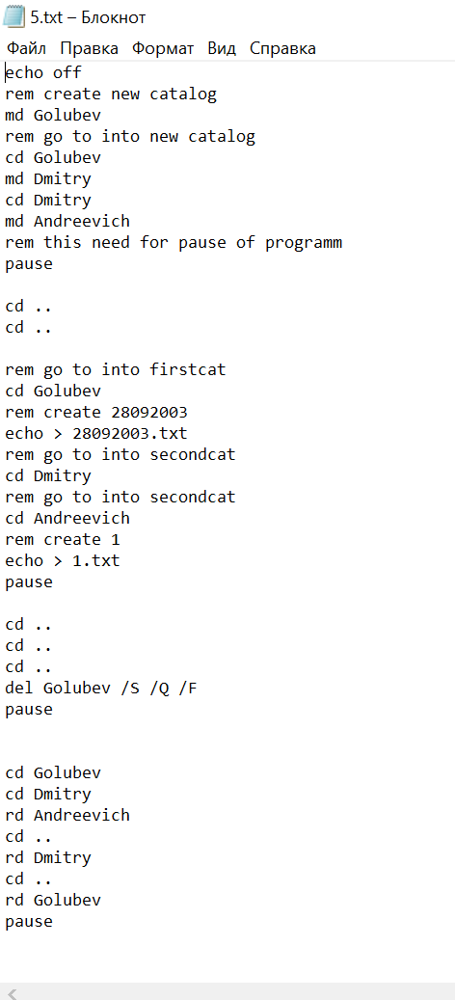 5.txt – Блокнот
Файл Правка Формат Вид Справка
echo off
rem create new catalog
md Golubev
rem go to into new catalog
cd Golubev
md Dmitry
cd Dmitry
md Andreevich
rem this need for pause of programm
pause
cd ..
cd ..
rem go to into firstcat
cd Golubev
rem create 28092003
echo > 28092003.txt
rem go to into secondcat
cd Dmitry
rem go to into secondcat
cd Andreevich
rem create 1
echo > 1.txt
pause
cd ..
cd ..
cd ..
del Golubev /S /Q /F
pause
cd Golubev
cd Dmitry
rd Andreevich
cd ..
rd Dmitry
cd ..
rd Golubev
pause